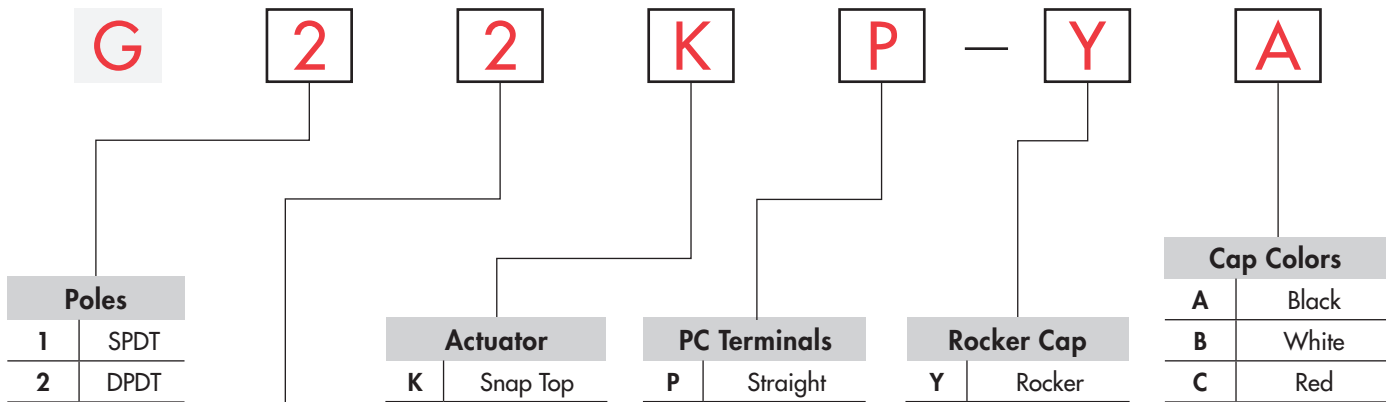 G 2 2 K P — Y A
Cap Colors
Poles
A Black
1 SPDT
Actuator
PC Terminals
Rocker Cap
B White
2 DPDT
K Snap Top
P Straight
Y Rocker
C Red